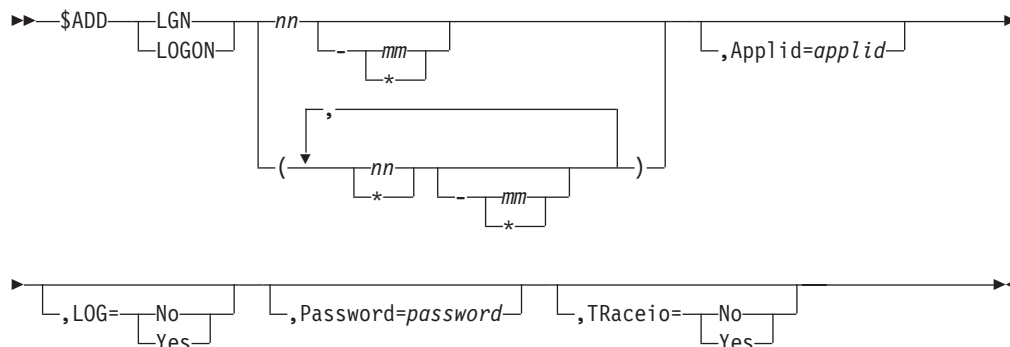 $ADD LGN nn ,Applid=applid
LOGON - mm
*
,
( nn )
* - mm
*
,LOG= No ,Password=password ,TRaceio= No
Yes Yes